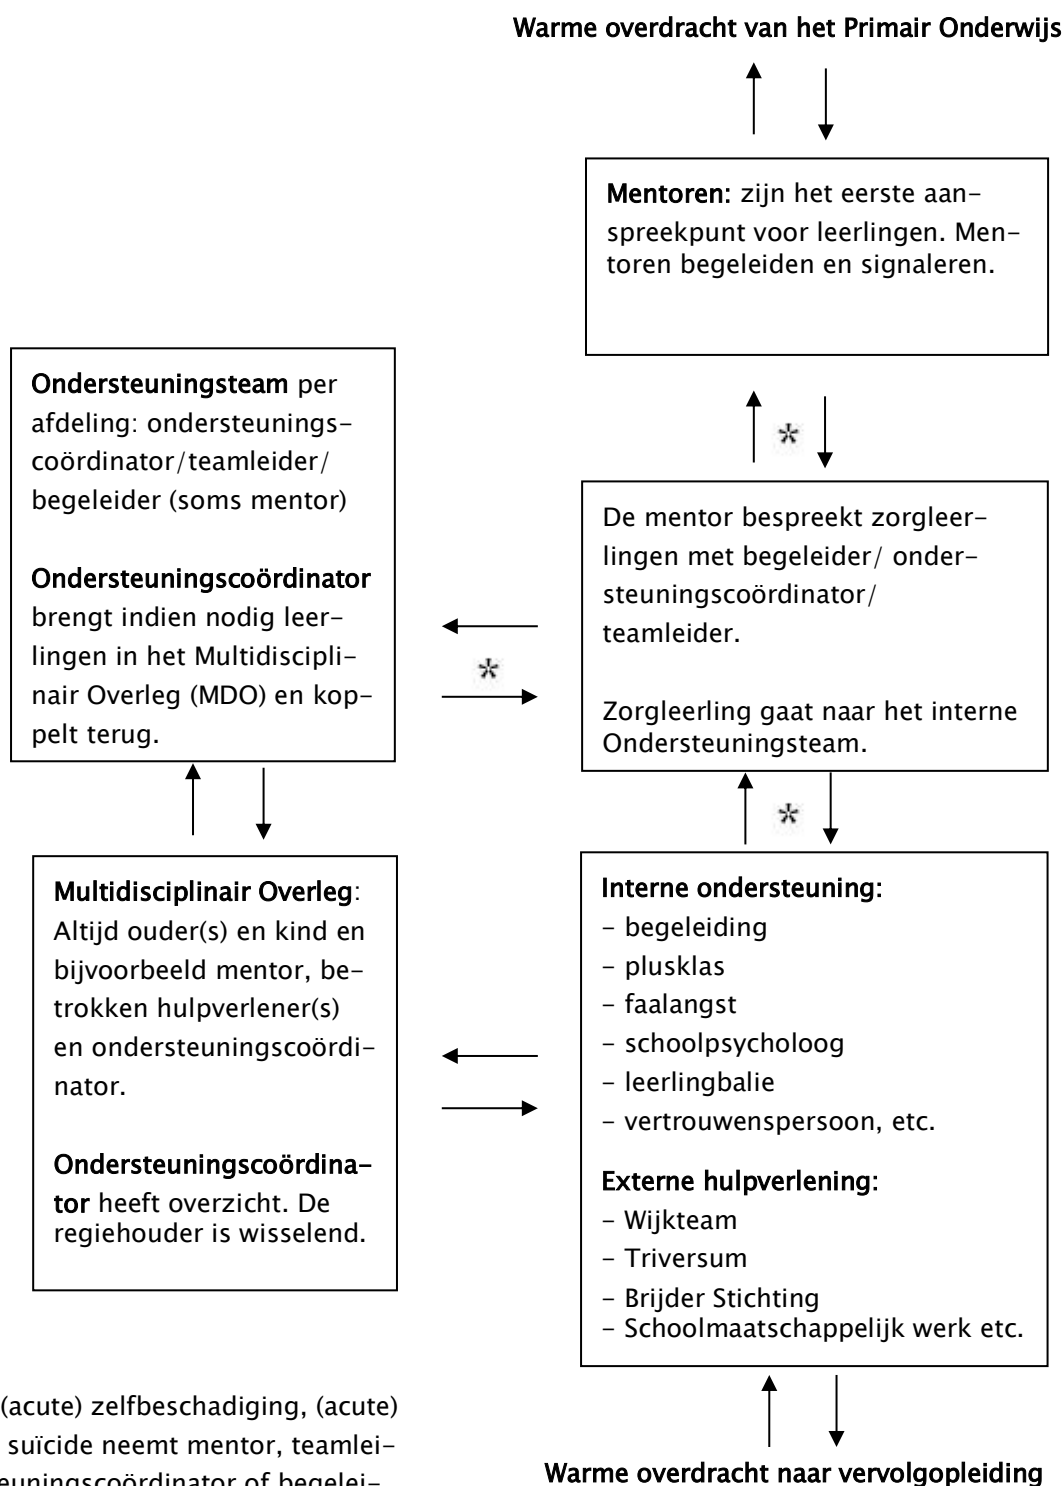 Warme overdracht van het Primair Onderwijs
Mentoren: zijn het eerste aan-
spreekpunt voor leerlingen. Men-
toren begeleiden en signaleren.
Ondersteuningsteam per
afdeling: ondersteunings-
coördinator/teamleider/
begeleider (soms mentor)
Ondersteuningscoördinator
brengt indien nodig leer-
lingen in het Multidiscipli-
nair Overleg (MDO) en kop-
pelt terug.
*
De mentor bespreekt zorgleer-
lingen met begeleider/ onder-
steuningscoördinator/
teamleider.
Zorgleerling gaat naar het interne
Ondersteuningsteam.
*
*
Multidisciplinair Overleg:
Altijd ouder(s) en kind en
bijvoorbeeld mentor, be-
trokken hulpverlener(s)
en ondersteuningscoördi-
nator.
Ondersteuningscoördina-
tor heeft overzicht. De
regiehouder is wisselend.
Interne ondersteuning:
- begeleiding
- plusklas
- faalangst
- schoolpsycholoog
- leerlingbalie
- vertrouwenspersoon, etc.
Externe hulpverlening:
- Wijkteam
- Triversum
- Brijder Stichting
- Schoolmaatschappelijk werk etc.
(acute) zelfbeschadiging, (acute)
suïcide neemt mentor, teamlei-
euningscoördinator of begelei-
Warme overdracht naar vervolgopleiding